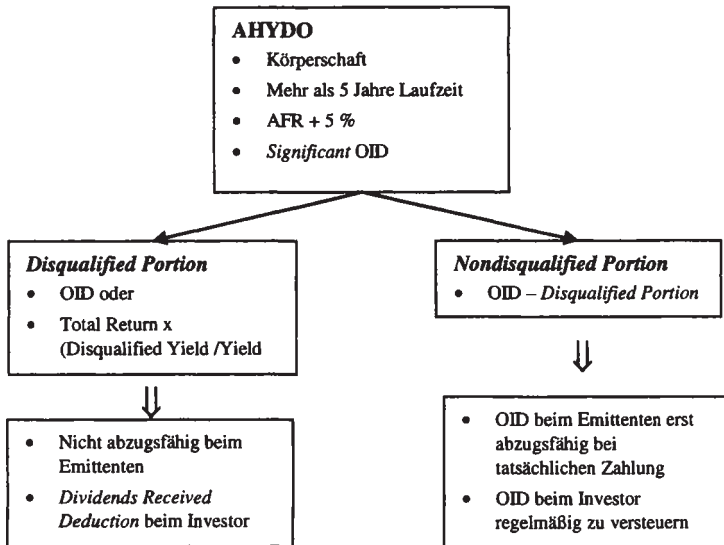 AHYDO
• Körperschaft
• Mehr als 5 Jahre Laufzeit
• AFR + 5 %
• Significant OID
Disqualified Portion
• OID oder
• Total Return x
(Disqualified Yield /Yield
Nondisqualified Portion
• OID – Disqualified Portion
• Nicht abzugsfähig beim
Emittenten
• Dividends Received
Deduction beim Investor
• OID beim Emittenten erst
abzugsfähig bei
tatsächlichen Zahlung
• OID beim Investor
regelmäßig zu versteuern